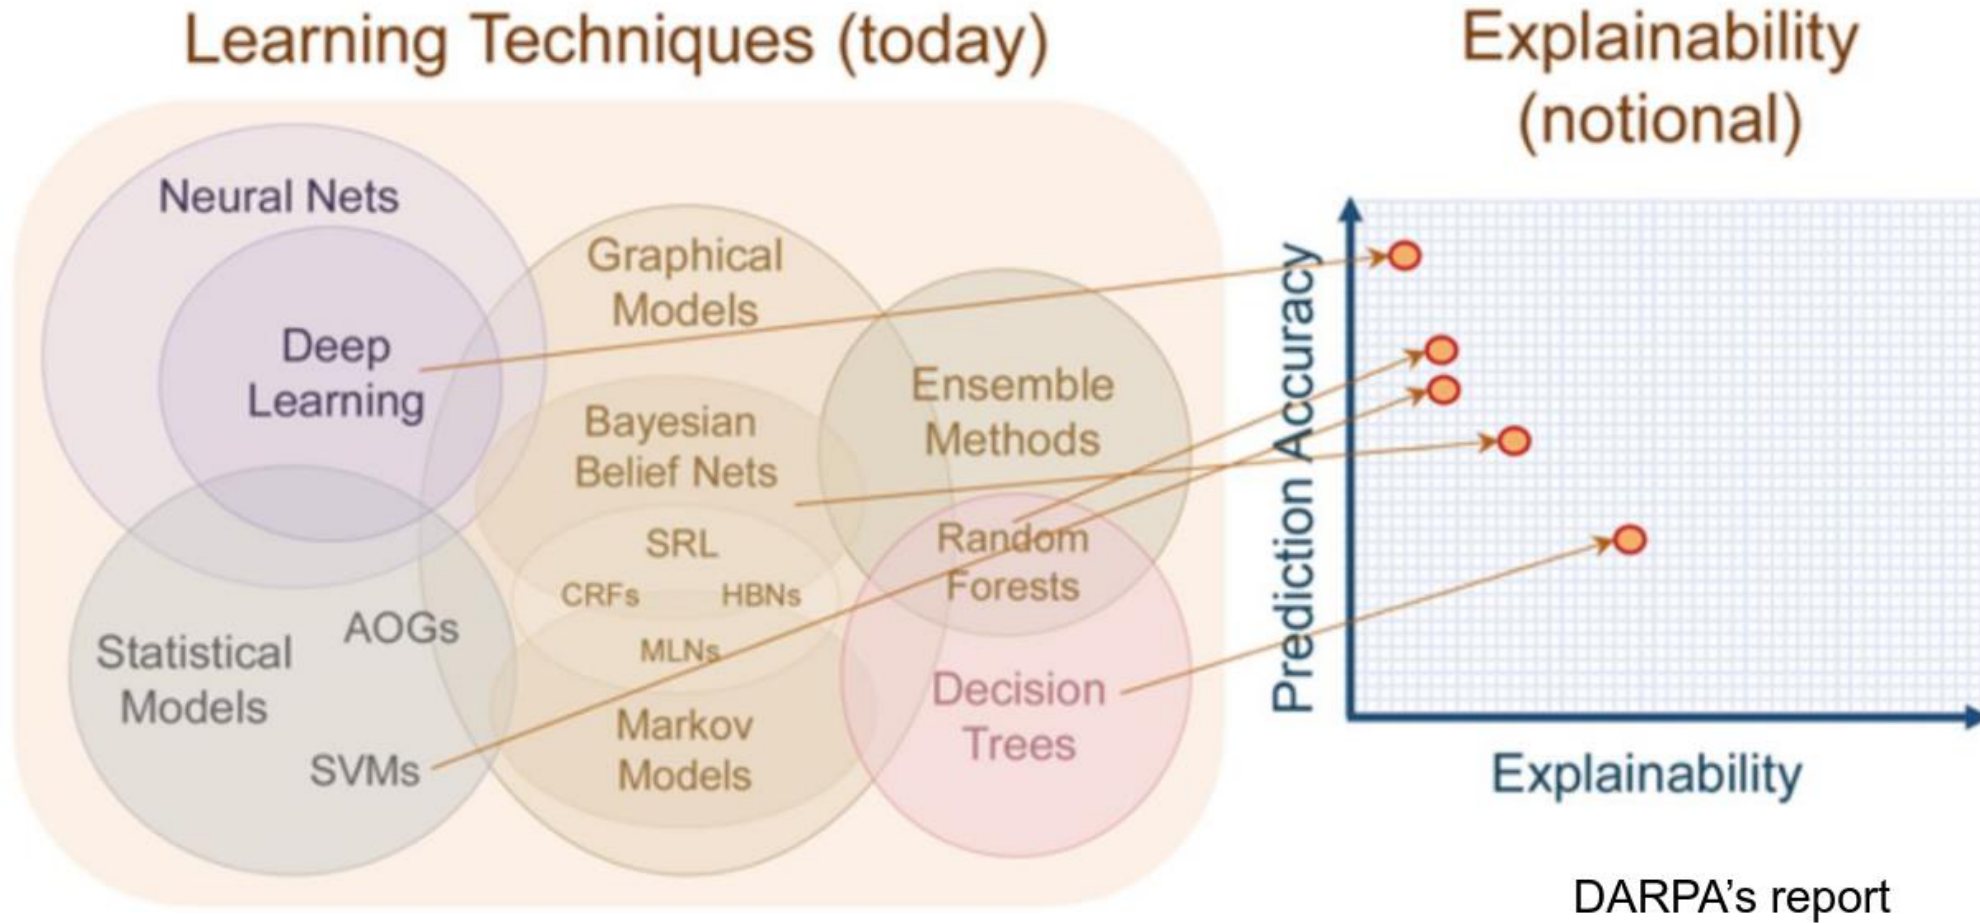 Learning Techniques (today)
Neural Nets
Deep
Learning
Graphical
Models
Bayesian
Belief Nets
SRL
CRFs
HBNs
MLNs
Markov
Models
Statistical
Models
AOGs
SVMs
Ensemble
Methods
Random
Forests
Decision
Trees
Explainability
(notional)
Prediction Accuracy
Explainability
DARPA's report